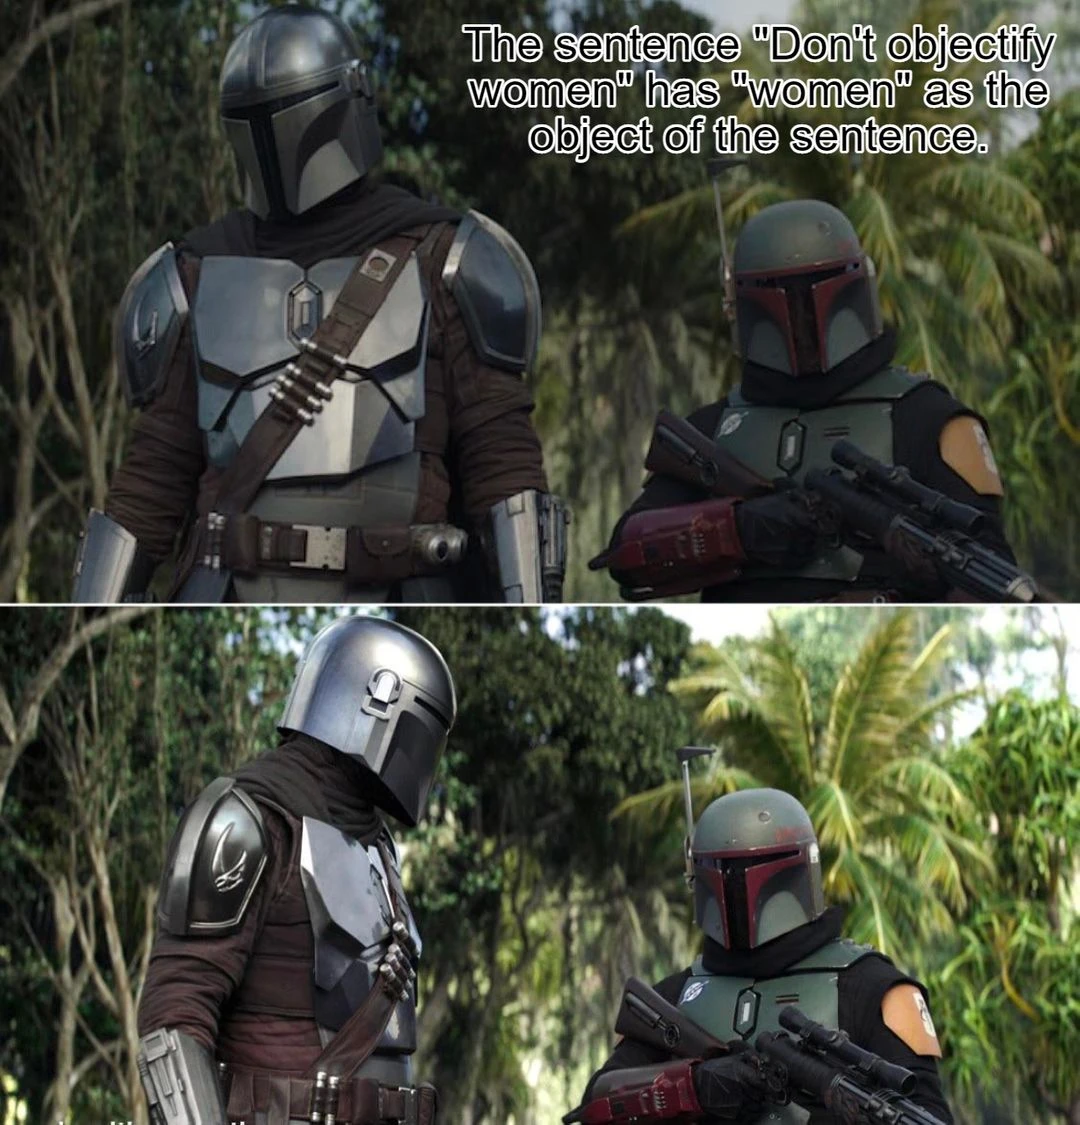 The sentence "Don't objectify
women" has "women" as the
object of the sentence.